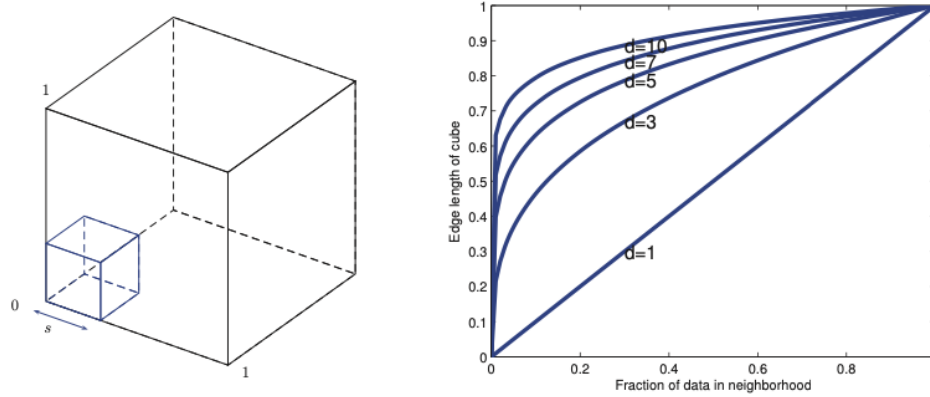 1
0
s
1
1
0.9
0.8
0.7
0.6
0.5
0.4
0.3
0.2
0.1
0
Edge length of cube
d=10
d=7
d=5
d=3
d=1
0
0.2
0.4
0.6
0.8
Fraction of data in neighborhood